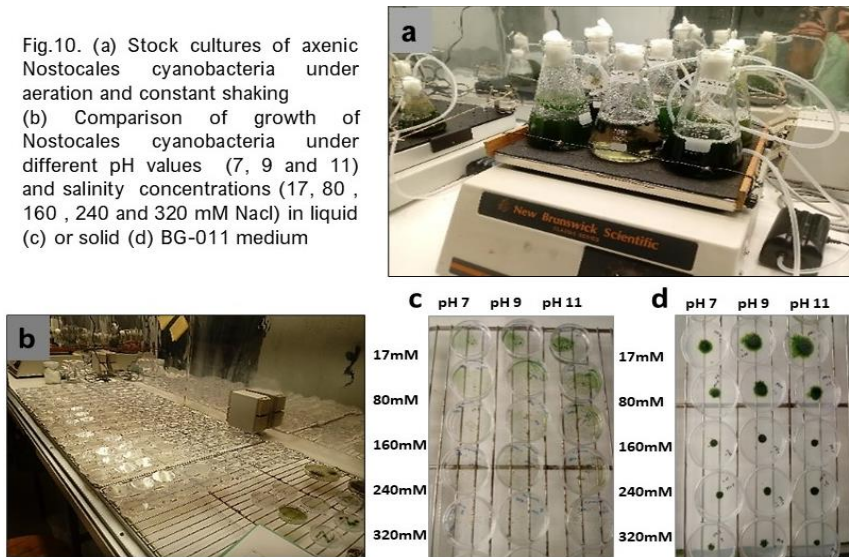 Fig.10. (a) Stock cultures of axenic
Nostocales cyanobacteria under
aeration and constant shaking
(b) Comparison of growth of
Nostocales cyanobacteria under
different pH values (7, 9 and 11)
and salinity concentrations (17, 80 ,
160 , 240 and 320 mM Nacl) in liquid
(c) or solid (d) BG-011 medium
a
New Brunswick Scientific
b
c
pH 7 pH 9 pH 11
17mM
80mM
160mM
240mM
320mM
d
pH 7 pH 9 pH 11
17mM
80mM
160mM
240mM
320mM